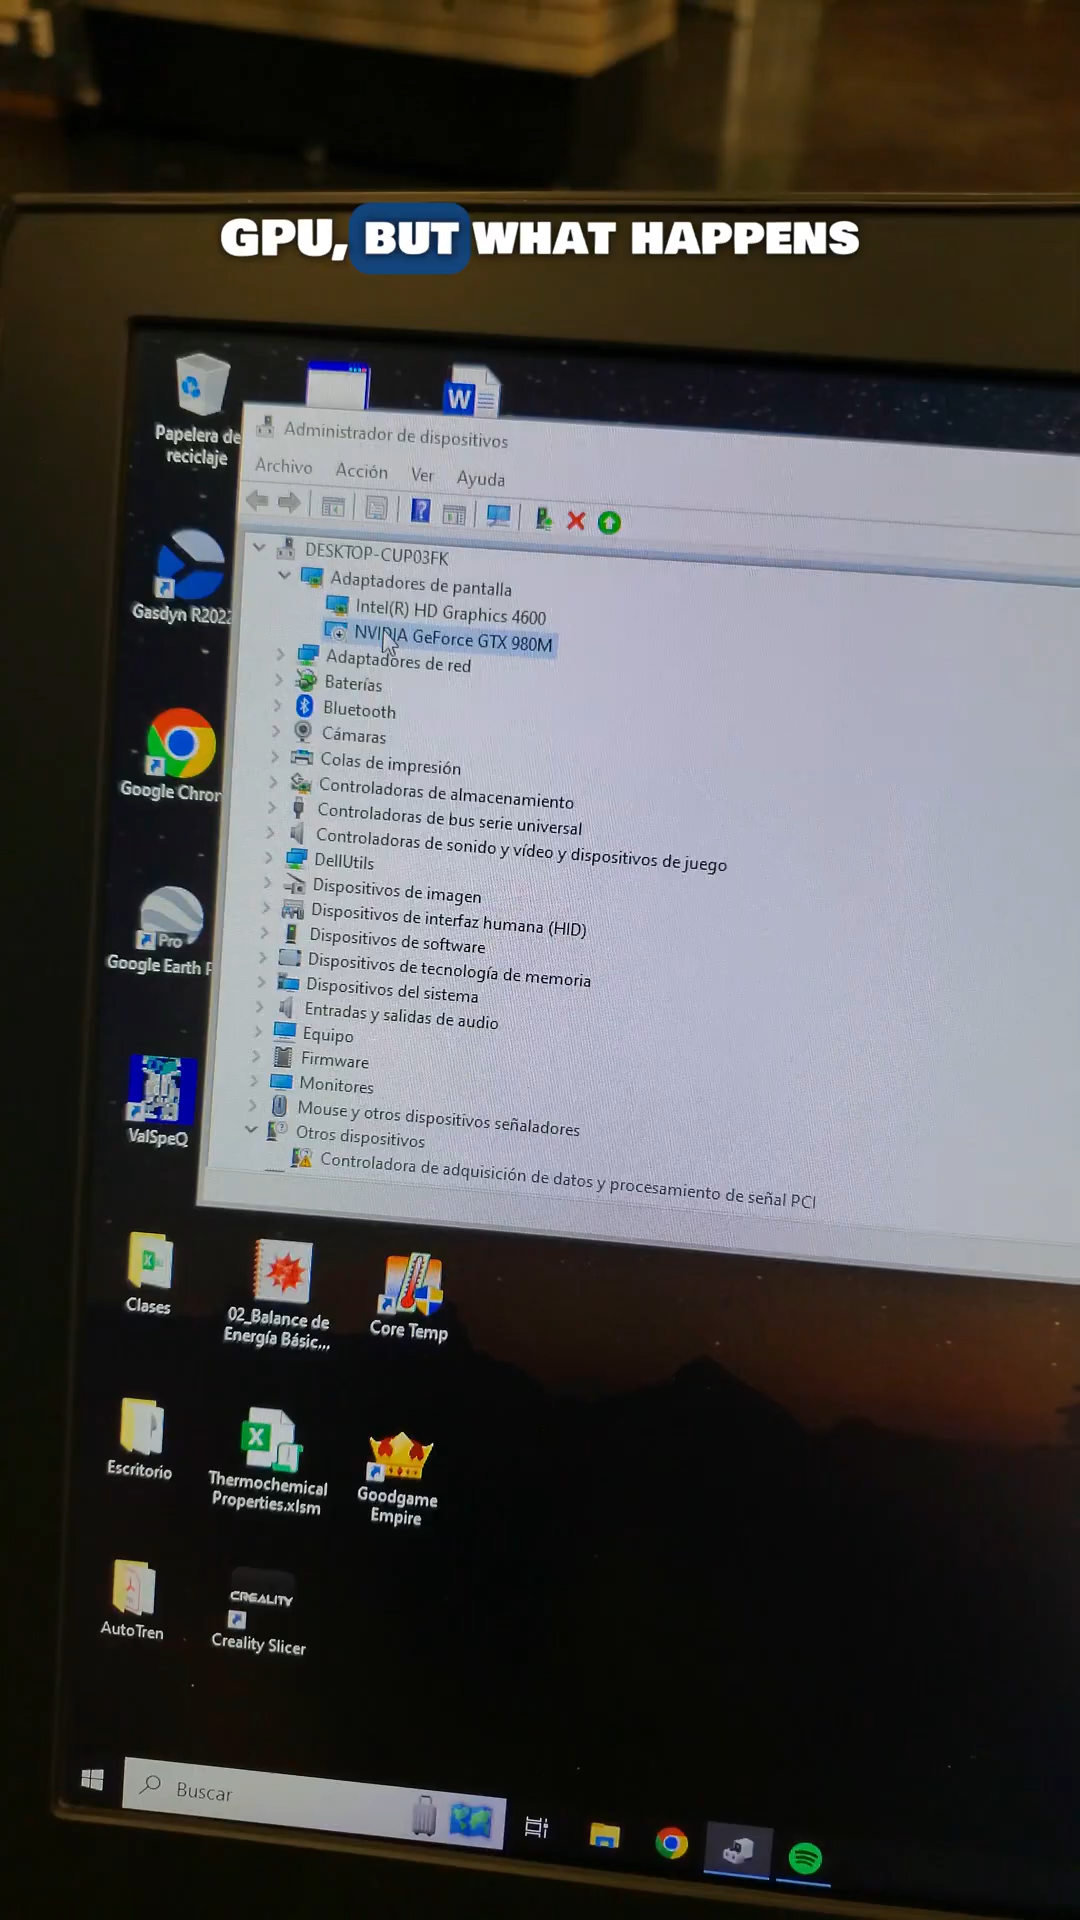 GPU, BUT WHAT HAPPENS
W
Papelera de
reciclaje
Administrador de dispositivos
Archivo Acción Ver Ayuda
DESKTOP-CUP03FK
Adaptadores de pantalla
Intel(R) HD Graphics 4600
NVIDIA GeForce GTX 980M
Adaptadores de red
Baterías
Bluetooth
Cámaras
Colas de impresión
Controladoras de almacenamiento
Controladoras de bus serie universal
Controladoras de sonido y vídeo y dispositivos de juego
DellUtils
Dispositivos de imagen
Dispositivos de interfaz humana (HID)
Dispositivos de software
Dispositivos de tecnología de memoria
Dispositivos del sistema
Entradas y salidas de audio
Equipo
Firmware
Monitores
Mouse y otros dispositivos señaladores
Otros dispositivos
Controladora de adquisición de datos y procesamiento de señal PCI
Gasdyn R2022
Google Chron
Pro
Google Earth P
ValSpeQ
Clases
02_Balance de
Energía Básic...
Core Temp
Escritorio
X
Thermochemical
Properties.xlsm
Goodgame
Empire
AutoTren
CREALITY
Creality Slicer
Buscar